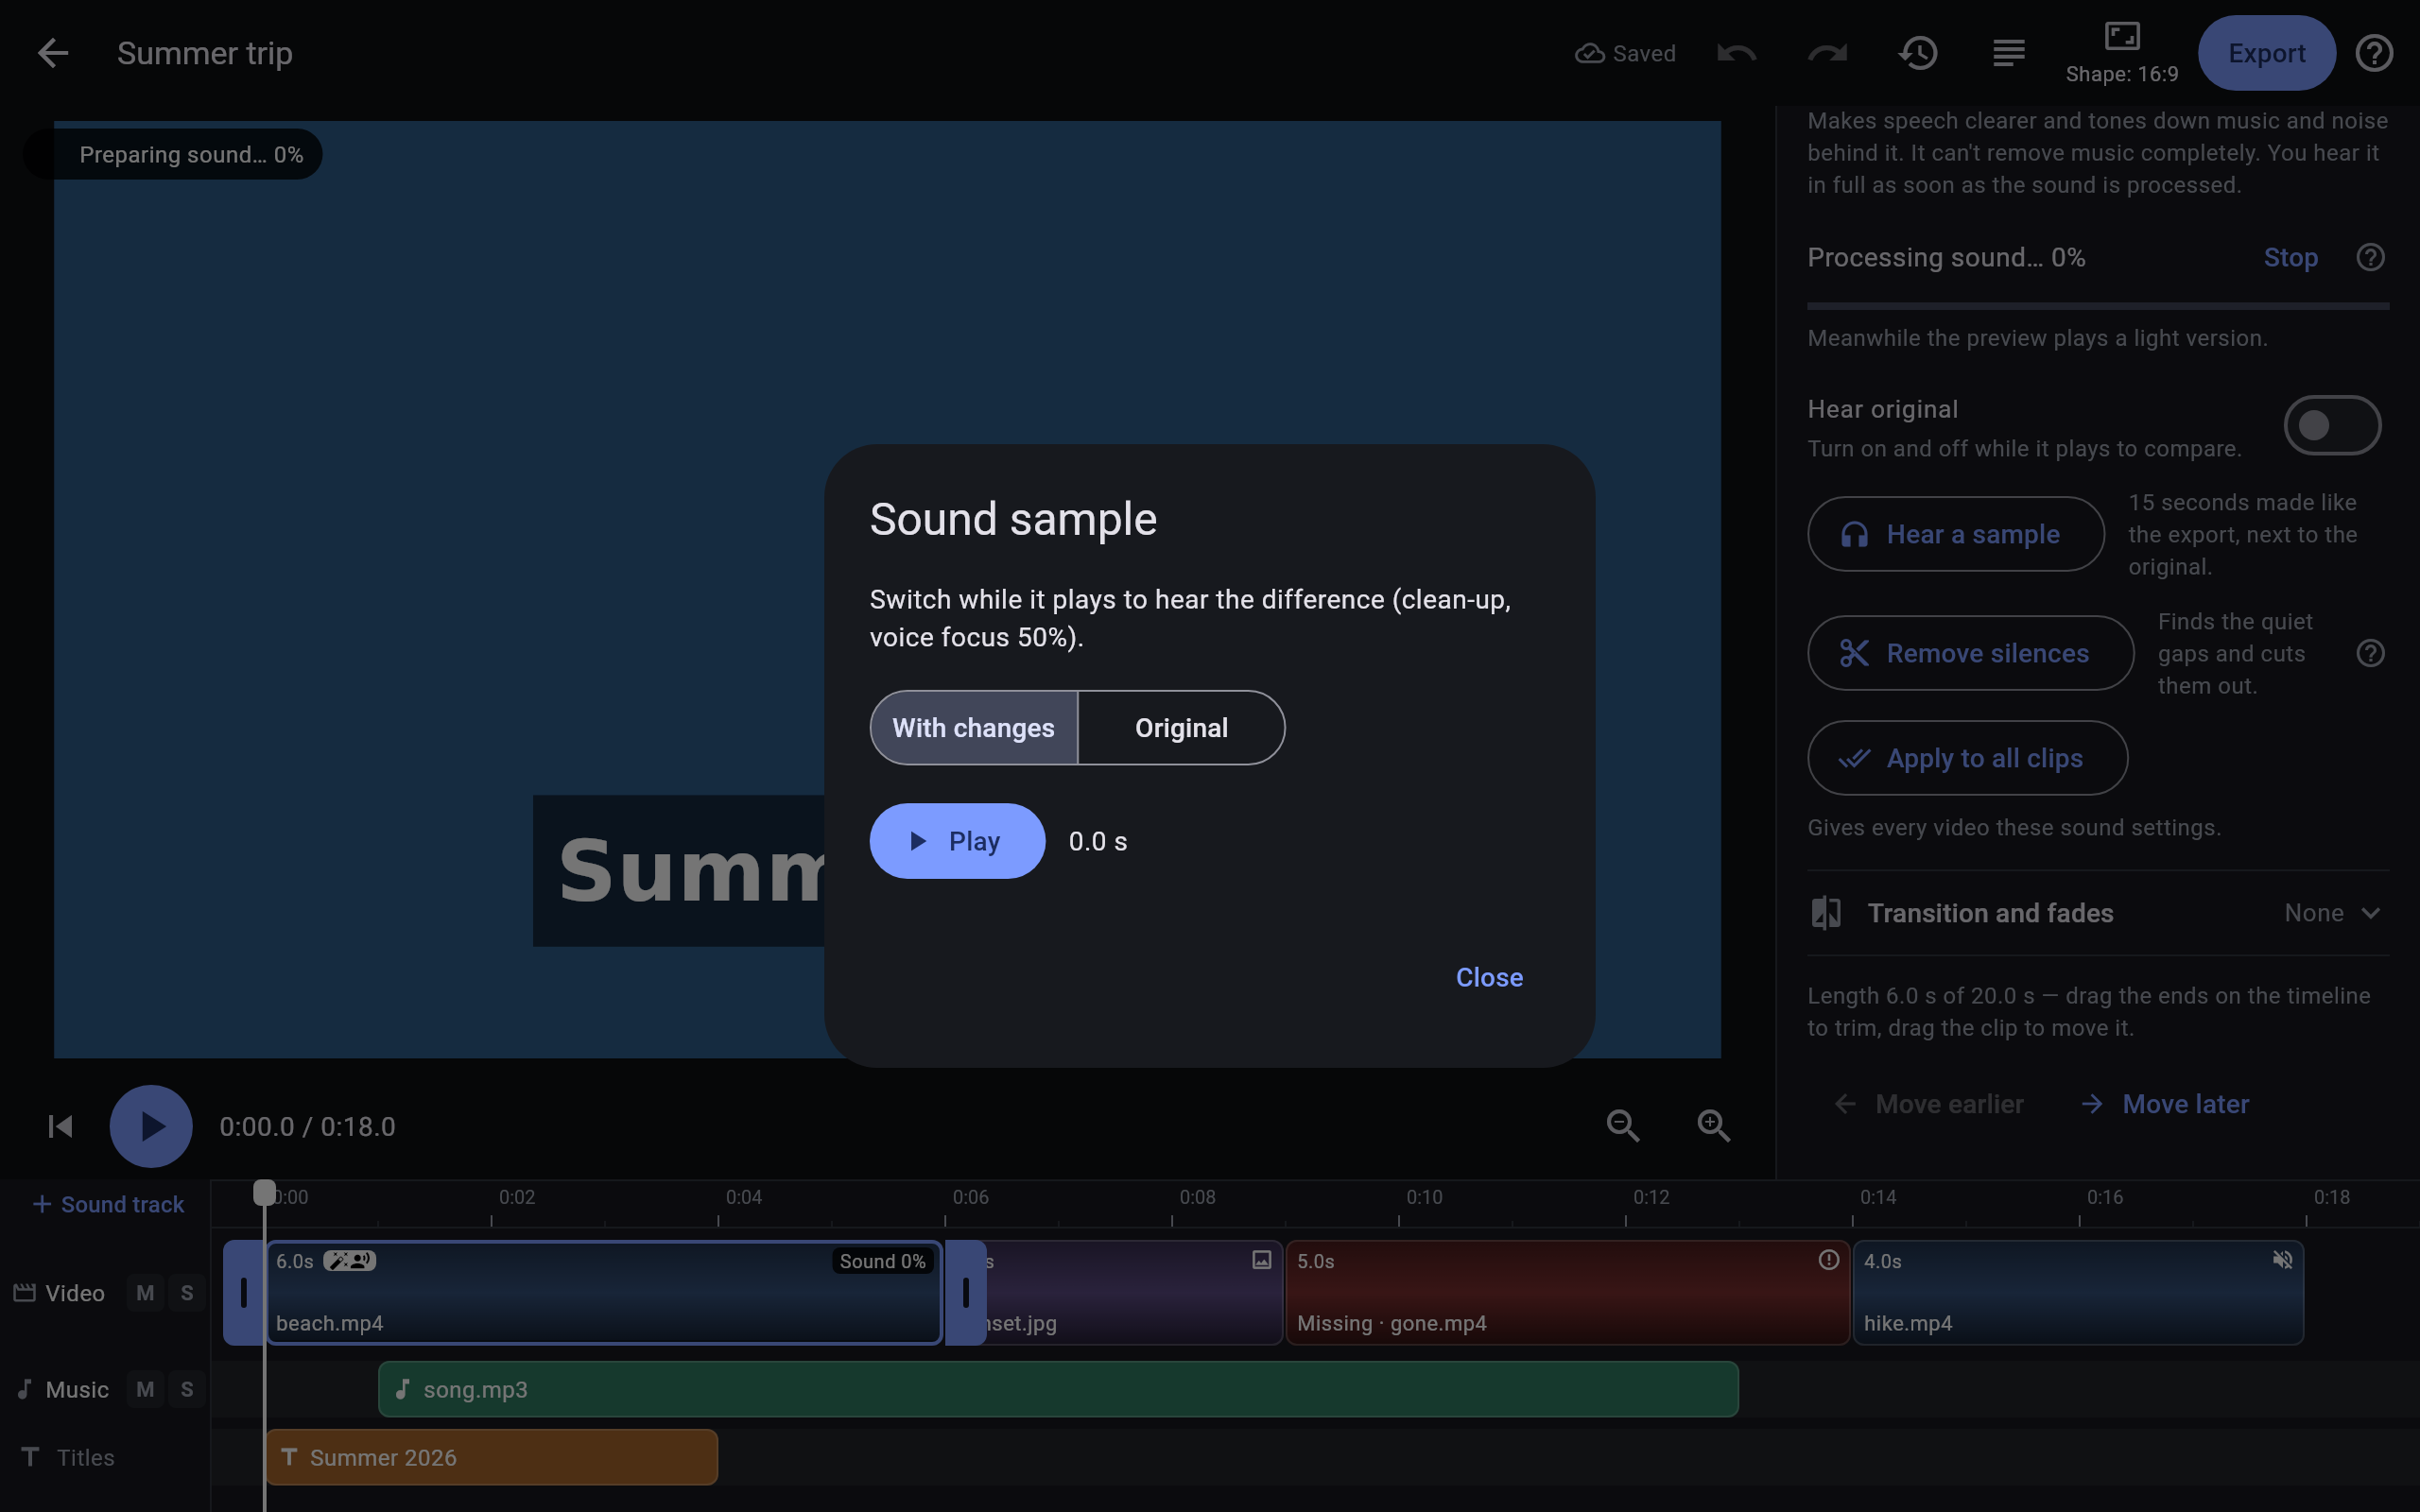 Summer trip
Saved
Shape: 16:9
Export
Preparing sound… 0%
Makes speech clearer and tones down music and noise
behind it. It can't remove music completely. You hear it
in full as soon as the sound is processed.
Processing sound… 0%
Stop
Meanwhile the preview plays a light version.
Hear original
Turn on and off while it plays to compare.
Hear a sample
15 seconds made like
the export, next to the
original.
Remove silences
Finds the quiet
gaps and cuts
them out.
Apply to all clips
Gives every video these sound settings.
Transition and fades
None
Length 6.0 s of 20.0 s — drag the ends on the timeline
to trim, drag the clip to move it.
Move earlier
Move later
Sound sample
Switch while it plays to hear the difference (clean-up,
voice focus 50%).
With changes
Original
Play
0.0 s
Close
Summ
0:00.0 / 0:18.0
Sound track
0:00 0:02 0:04 0:06 0:08 0:10 0:12 0:14 0:16 0:18
Video M S
6.0s
Sound 0%
beach.mp4
s
nset.jpg
5.0s
Missing · gone.mp4
4.0s
hike.mp4
Music M S
song.mp3
Titles
Summer 2026